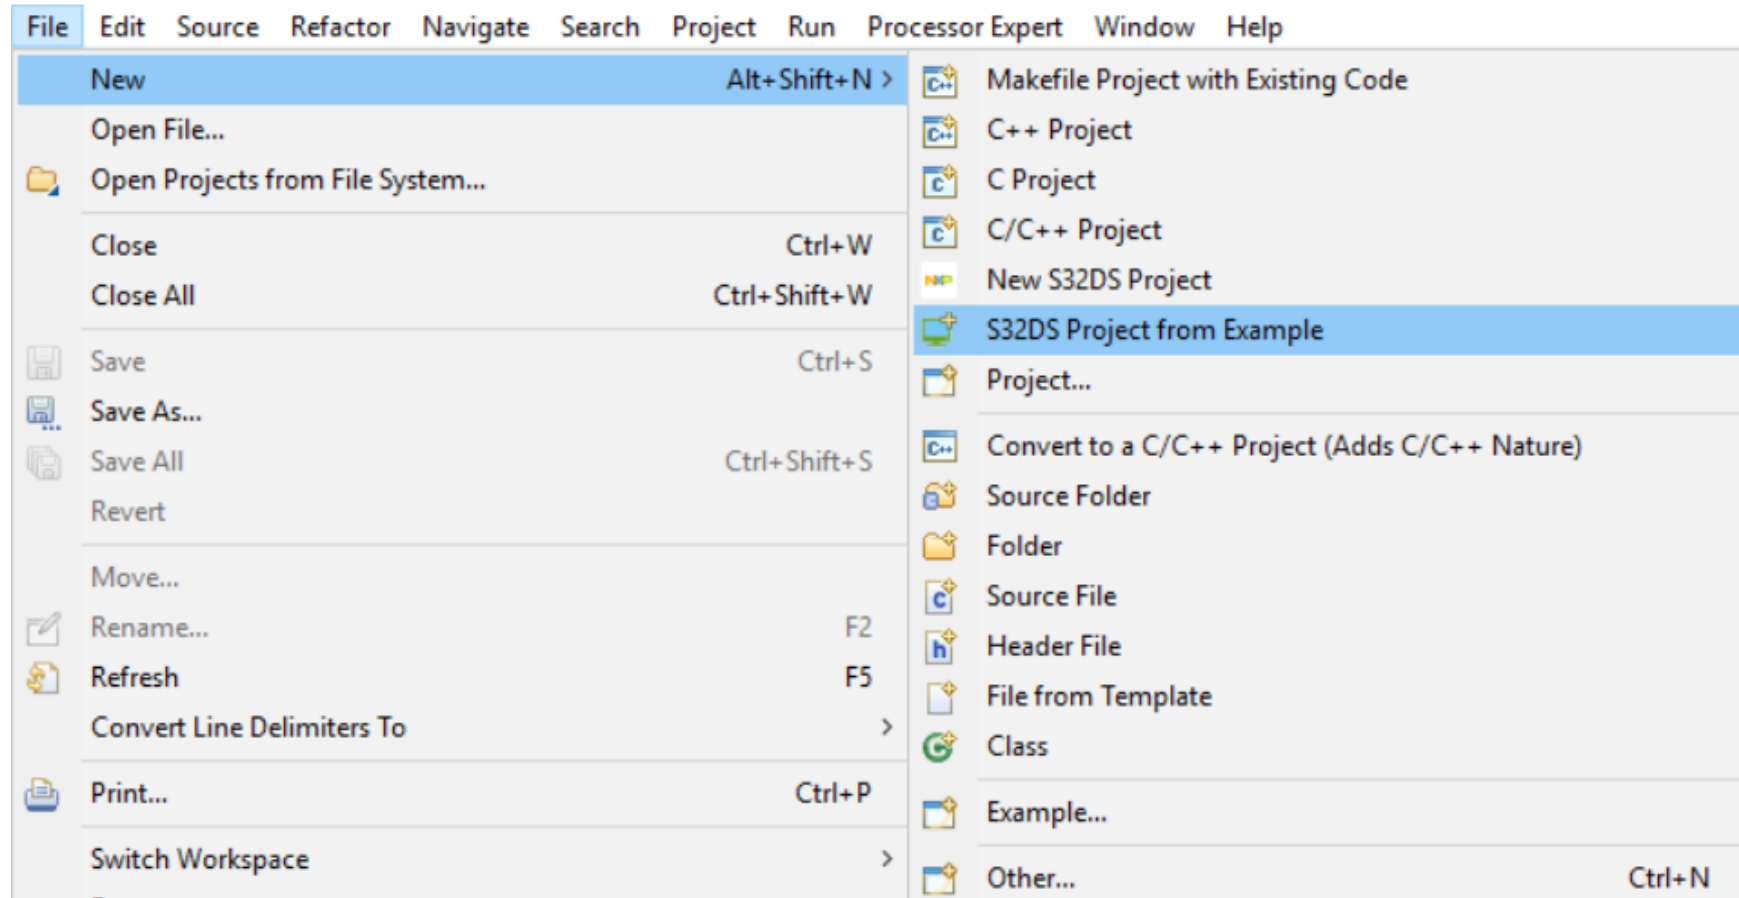 File Edit Source Refactor Navigate Search Project Run Processor Expert Window Help
New Alt+Shift+N >
Open File...
Open Projects from File System...
Close Ctrl+W
Close All Ctrl+Shift+W
Save Ctrl+S
Save As...
Save All Ctrl+Shift+S
Revert
Move...
Rename... F2
Refresh F5
Convert Line Delimiters To >
Print... Ctrl+P
Switch Workspace >
Makefile Project with Existing Code
C++ Project
C Project
C/C++ Project
NXP New S32DS Project
S32DS Project from Example
Project...
Convert to a C/C++ Project (Adds C/C++ Nature)
Source Folder
Folder
Source File
Header File
File from Template
Class
Example...
Other... Ctrl+N